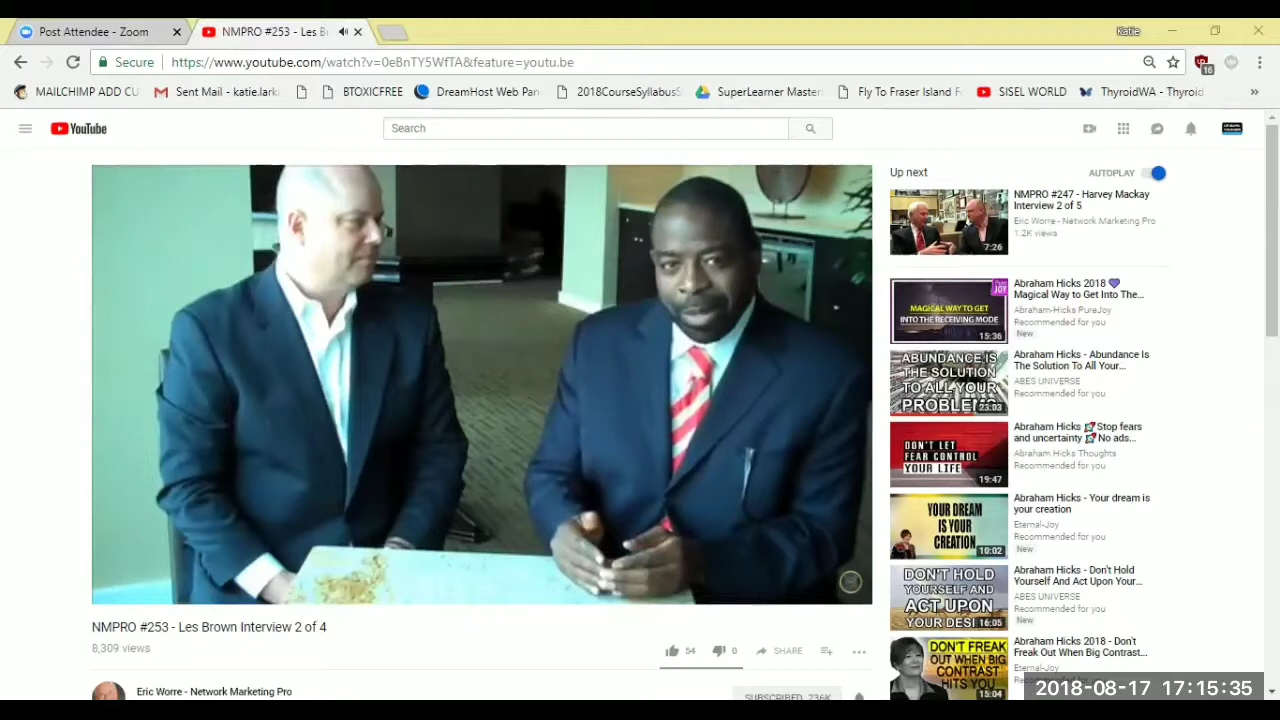 Post Attendee - Zoom
NMPRO #253 - Les B
Katie
Secure
https://www.youtube.com/watch?v=0eBnTY5WfTA&feature=youtu.be
16
MAILCHIMP ADD CU
Sent Mail - katie.lark
BTOXICFREE
DreamHost Web Pan
2018CourseSyllabusS
SuperLearner Master
Fly To Fraser Island F
SISEL WORLD
ThyroidWA - Thyroid
YouTube
Search
Up next
AUTOPLAY
NMPRO #247 - Harvey Mackay
Interview 2 of 5
Eric Worre - Network Marketing Pro
1.2K views
7:26
Abraham Hicks 2018 💜
Magical Way to Get Into The...
Abraham-Hicks PureJoy
Recommended for you
New
Pure
JOY
MAGICAL WAY TO GET
INTO THE RECEIVING MODE
15:36
Abraham Hicks - Abundance Is
The Solution To All Your...
ABES UNIVERSE
Recommended for you
ABUNDANCE IS
THE SOLUTION
TO ALL YOUR
PROBLEM
23:03
Abraham Hicks 🚀Stop fears
and uncertainty 🚀No ads...
Abraham Hicks Thoughts
Recommended for you
DON'T LET
FEAR CONTROL
YOUR LIFE
19:47
Abraham Hicks - Your dream is
your creation
Eternal-Joy
Recommended for you
New
YOUR DREAM
IS YOUR
CREATION
10:02
Abraham Hicks - Don't Hold
Yourself And Act Upon Your...
ABES UNIVERSE
Recommended for you
New
DON'T HOLD
YOURSELF AND
ACT UPON
YOUR DESI
16:05
Abraham Hicks 2018 - Don't
Freak Out When Big Contrast...
Eternal-Joy
DON'T FREAK
OUT WHEN BIG
CONTRAST
HITS YOU
15:04
NMPRO #253 - Les Brown Interview 2 of 4
8,309 views
54
0
SHARE
Eric Worre - Network Marketing Pro
SUBSCRIBED 236K
2018-08-17 17:15:35